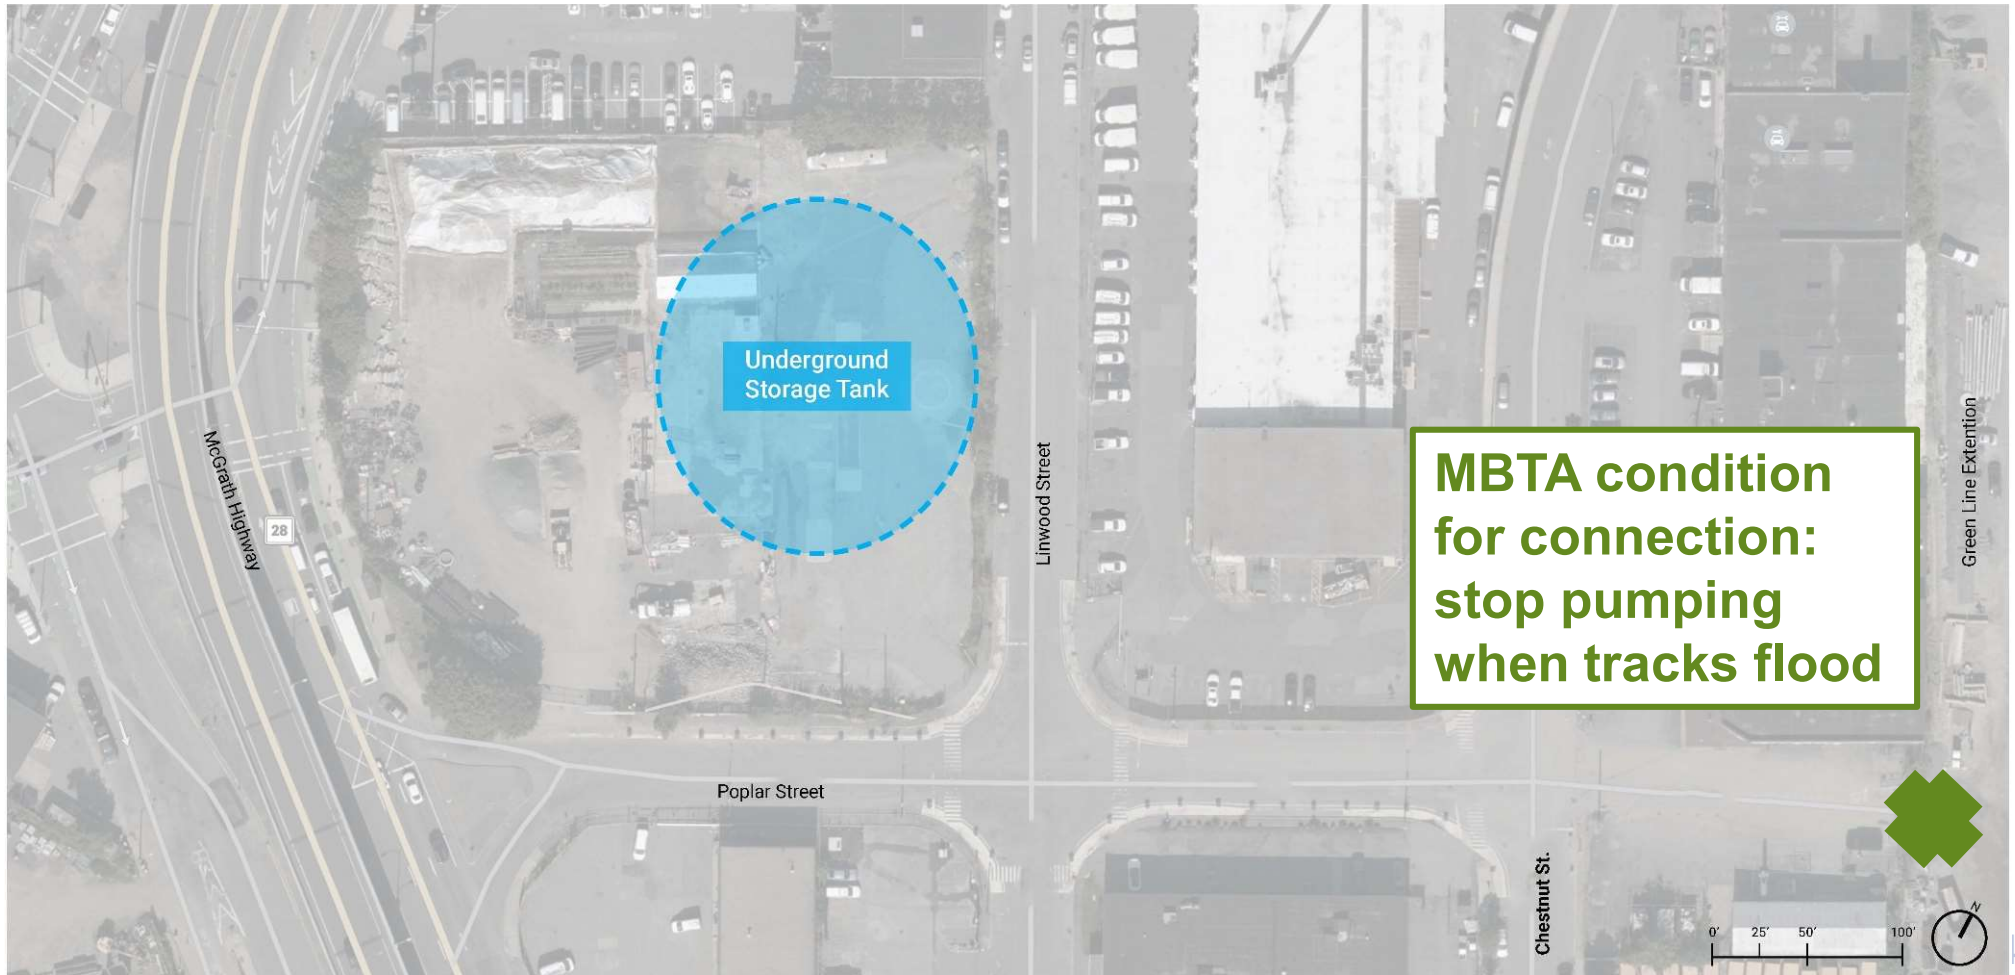 Underground
Storage Tank
McGrath Highway
28
Linwood Street
Green Line Extention
MBTA condition
for connection:
stop pumping
when tracks flood
Poplar Street
Chestnut St.
0' 25' 50' 100'
N